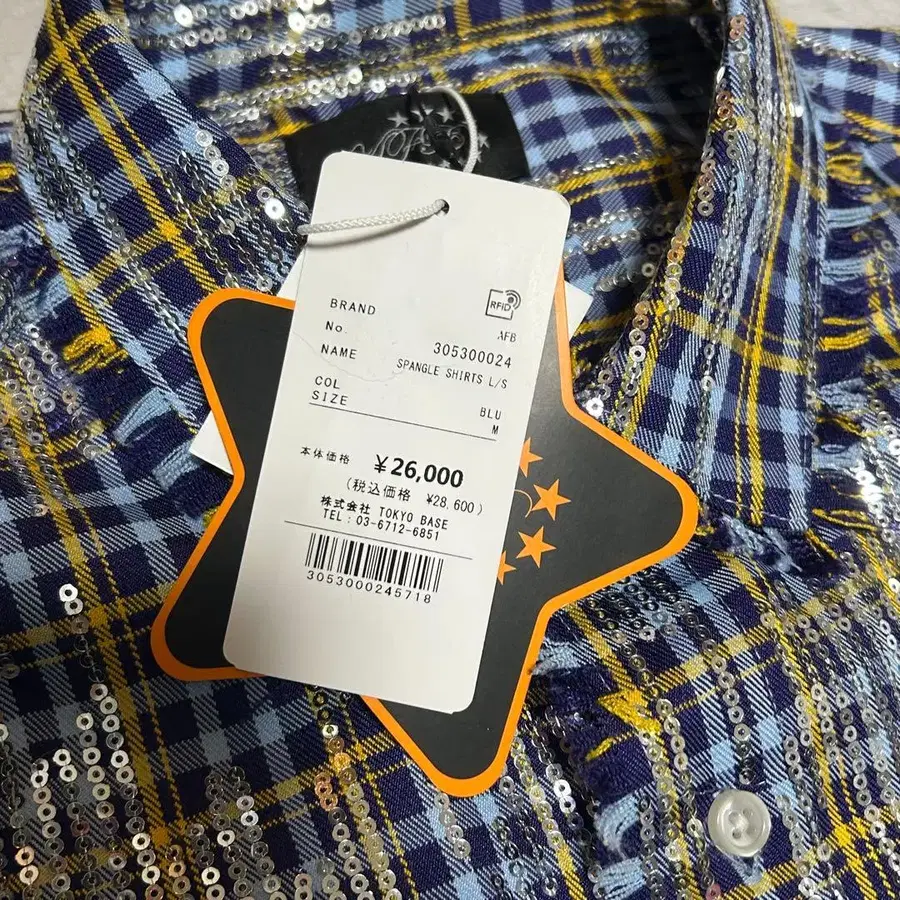 BRAND
RFID
AFB
No. 305300024
NAME SPANGLE SHIRTS L/S
COL BLU
SIZE M
本体価格 ¥26,000
(税込価格 ¥28,600)
株式会社 TOKYO BASE
TEL:03-6712-6851
3053000245718